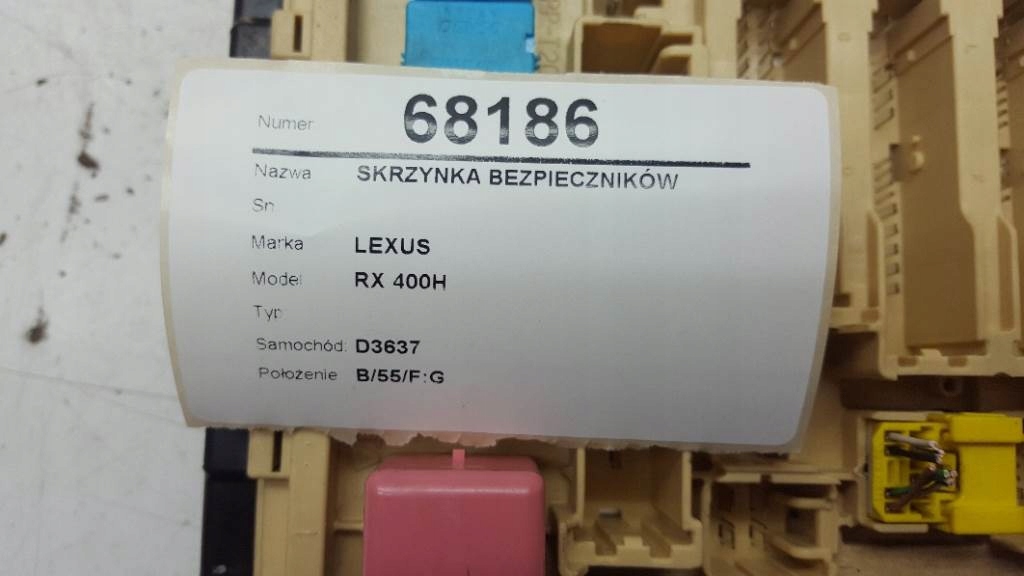 Numer 68186
Nazwa SKRZYNKA BEZPIECZNIKÓW
Sn
Marka LEXUS
Model RX 400H
Typ
Samochód: D3637
Położenie B/55/F:G